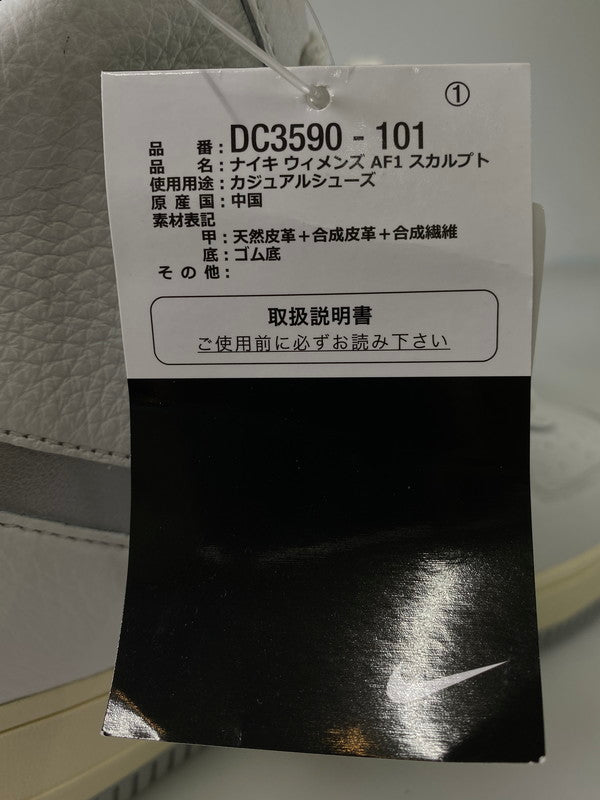 ①
品番：DC3590 - 101
品名：ナイキ ウィメンズ AF1 スカルプト
使用用途：カジュアルシューズ
原産国：中国
素材表記
甲：天然皮革＋合成皮革＋合成繊維
底：ゴム底
その他：
取扱説明書
ご使用前に必ずお読み下さい